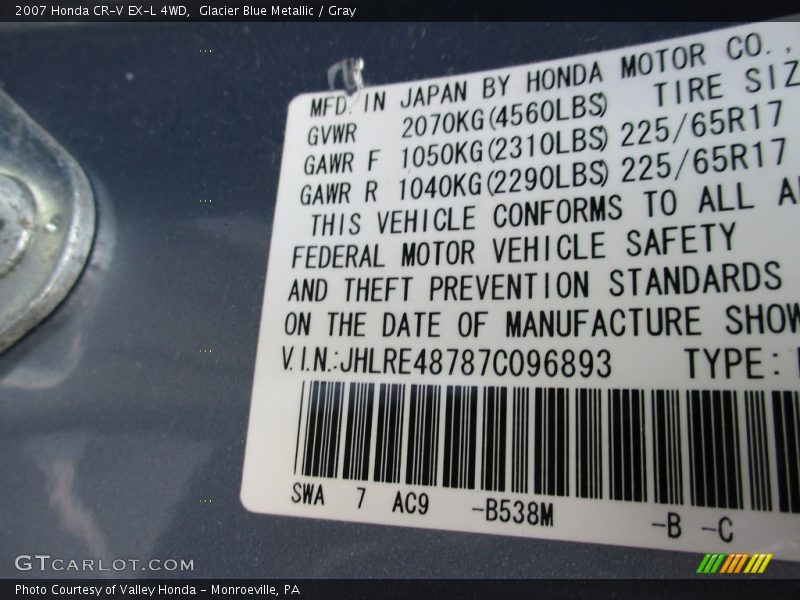 2007 Honda CR-V EX-L 4WD,  Glacier Blue Metallic / Gray
MFD. IN JAPAN BY HONDA MOTOR CO.,
GVWR 2070KG(4560LBS) TIRE SIZ
GAWR F 1050KG(2310LBS) 225/65R17
GAWR R 1040KG(2290LBS) 225/65R17
THIS VEHICLE CONFORMS TO ALL A
FEDERAL MOTOR VEHICLE SAFETY
AND THEFT PREVENTION STANDARDS
ON THE DATE OF MANUFACTURE SHOW
V.I.N.:JHLRE48787C096893 TYPE:
SWA 7 AC9 -B538M -B -C
GTCARLOT.COM
Photo Courtesy of Valley Honda - Monroeville, PA